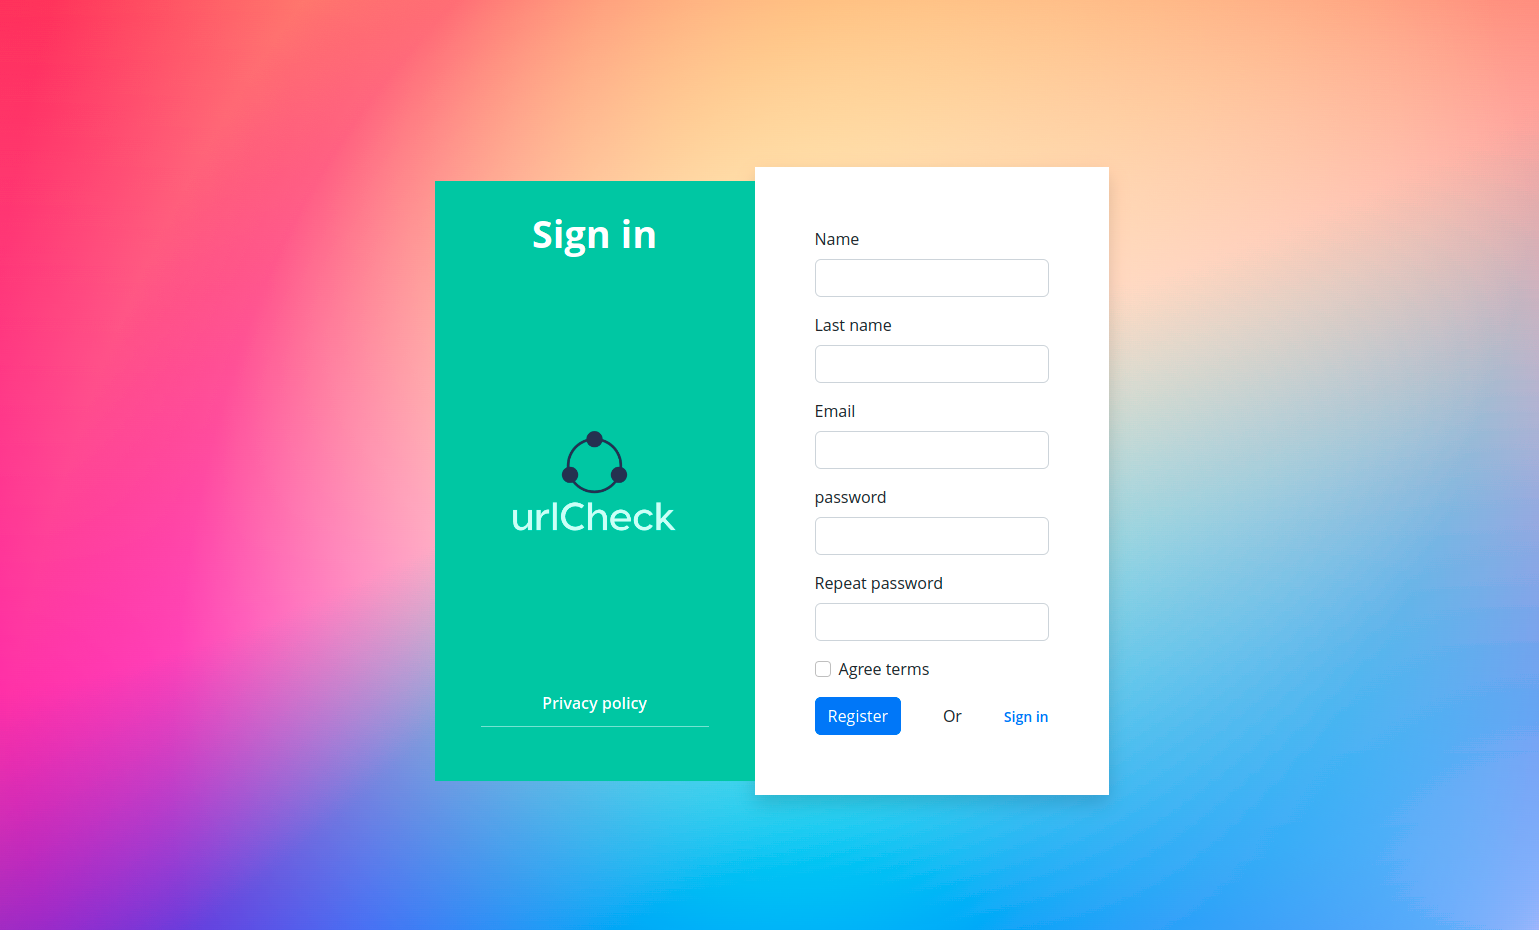 Sign in
urlCheck
Privacy policy
Name
Last name
Email
password
Repeat password
Agree terms
Register Or Sign in